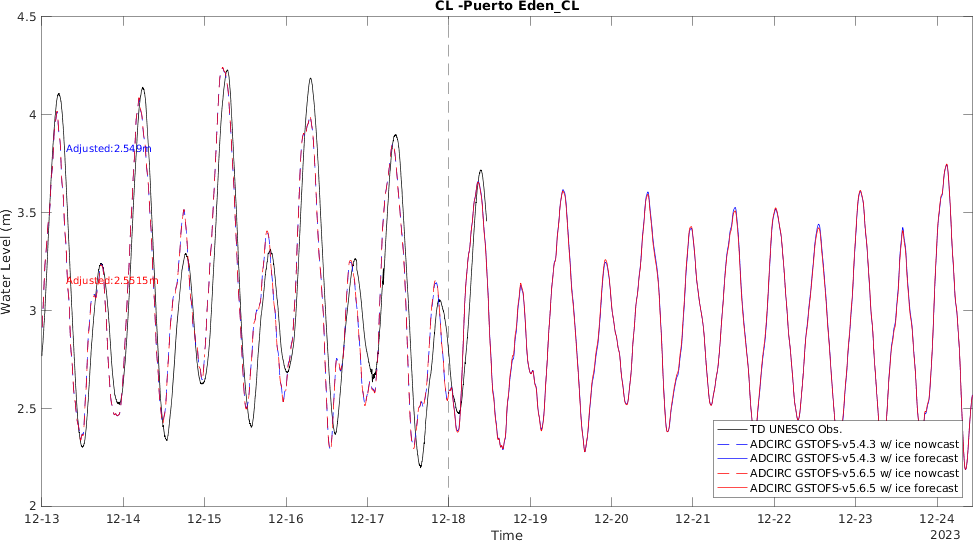 CL -Puerto Eden_CL
4.5
4
3.5
3
2.5
2
Water Level (m)
Adjusted:2.549m
Adjusted:2.5515m
TD UNESCO Obs.
ADCIRC GSTOFS-v5.4.3 w/ ice nowcast
ADCIRC GSTOFS-v5.4.3 w/ ice forecast
ADCIRC GSTOFS-v5.6.5 w/ ice nowcast
ADCIRC GSTOFS-v5.6.5 w/ ice forecast
12-13 12-14 12-15 12-16 12-17 12-18 12-19 12-20 12-21 12-22 12-23 12-24
2023
Time